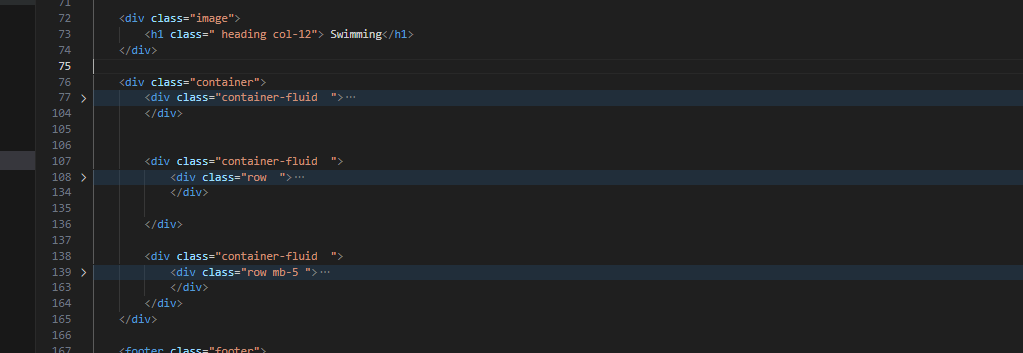 71
72 <div class="image">
73 <h1 class=" heading col-12"> Swimming</h1>
74 </div>
75
76 <div class="container">
77 > <div class="container-fluid  ">⋯
104 </div>
105
106
107 <div class="container-fluid  ">
108 > <div class="row  ">⋯
134 </div>
135
136 </div>
137
138 <div class="container-fluid  ">
139 > <div class="row mb-5 ">⋯
163 </div>
164 </div>
165 </div>
166
167 <footer class="footer">